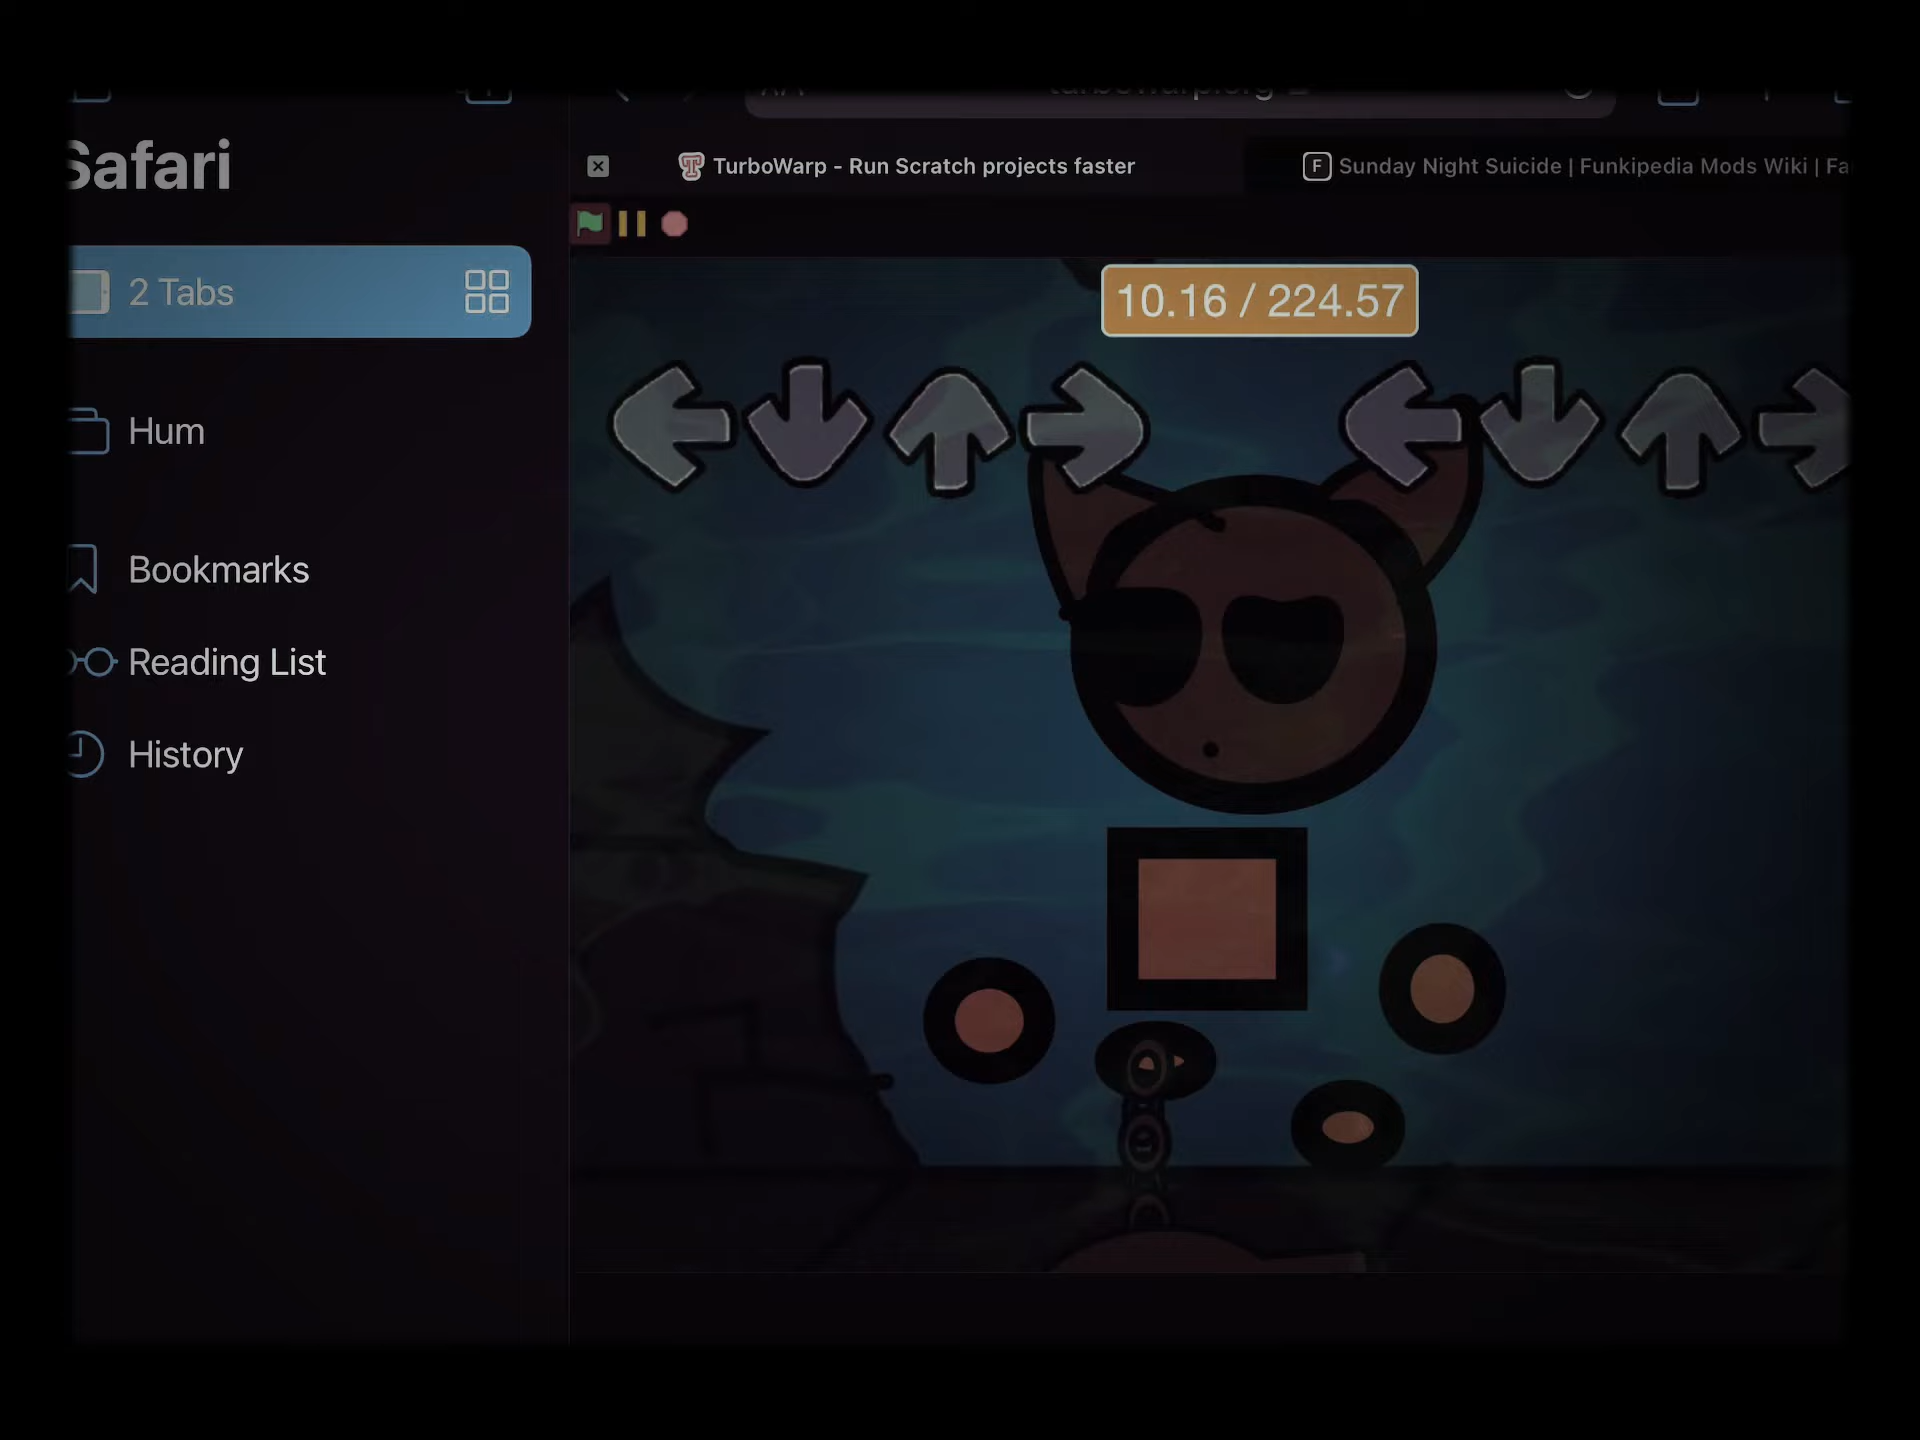 Safari
TurboWarp - Run Scratch projects faster
F Sunday Night Suicide | Funkipedia Mods Wiki | Fa
2 Tabs
10.16 / 224.57
Hum
Bookmarks
Reading List
History